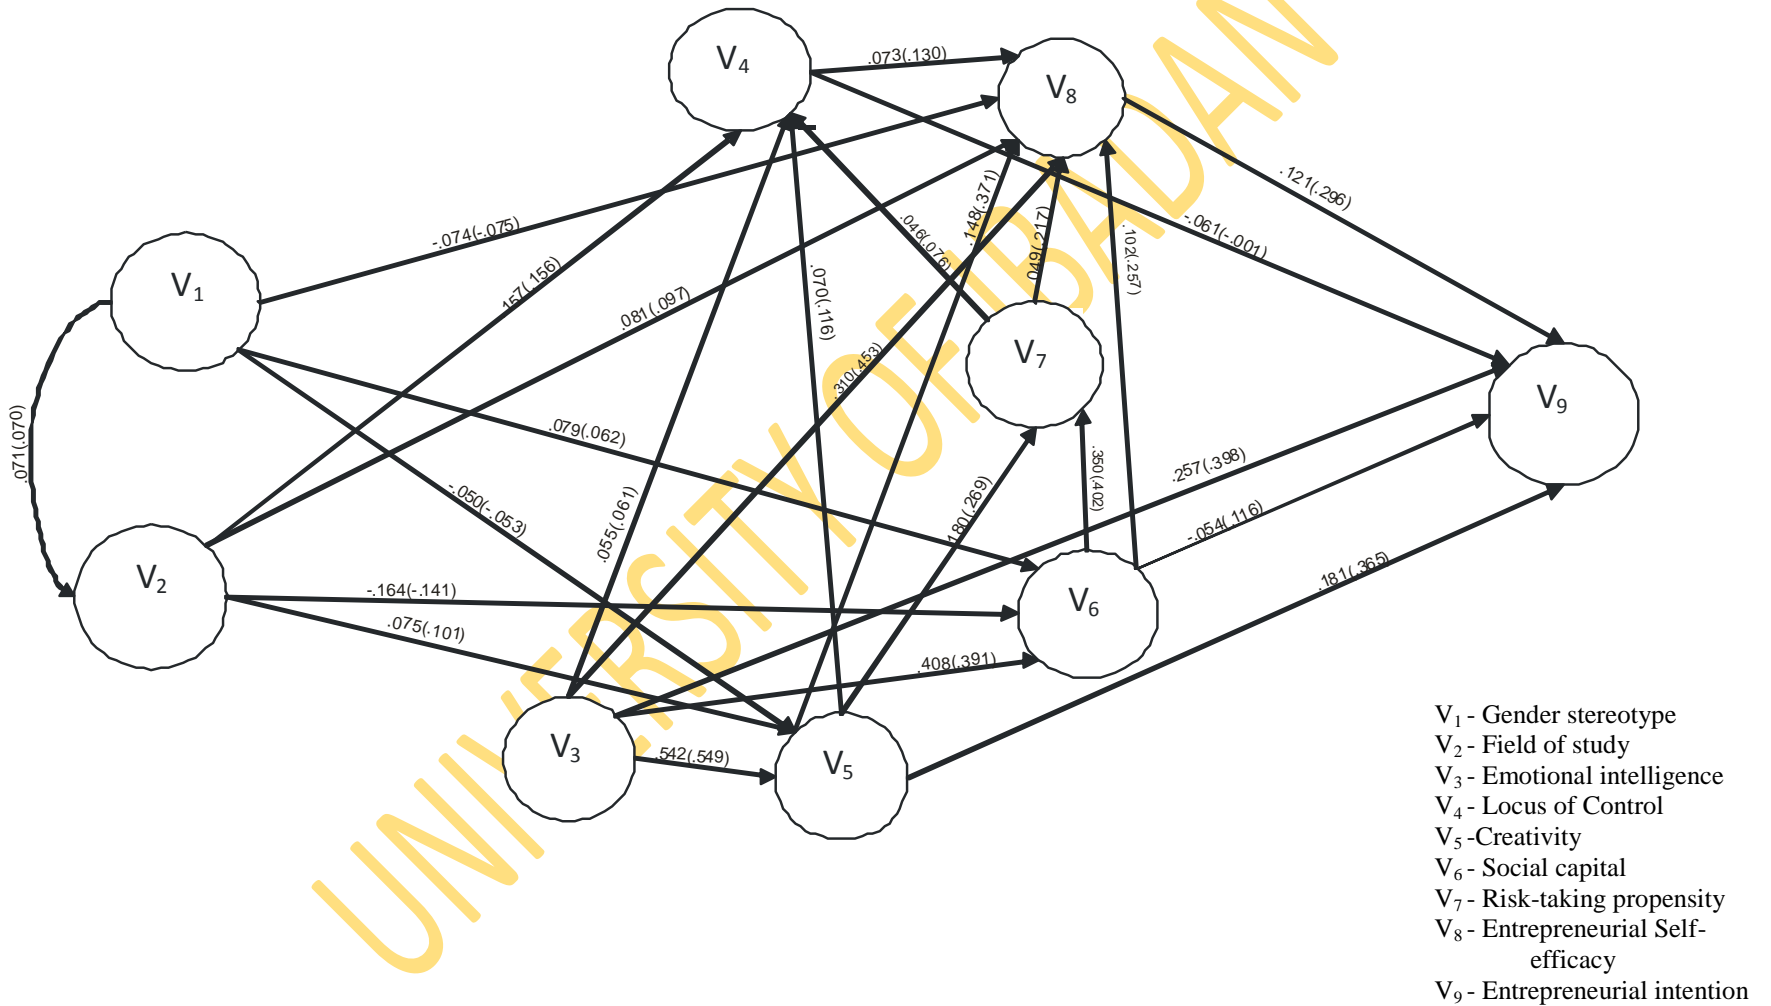 V4
.073(.130)
V8
.121(.296)
-.061(-.001)
.148(.371)
.046(.076)
.049(.217)
.102(.257)
-.074(-.075)
.157(.156)
.081(.097)
.070(.116)
V1
.071(.070)
.310(.453)
V7
V9
.079(.062)
-.050(-.053)
.055(.061)
.180(.269)
.350(.402)
.257(.398)
-.054(.116)
.181(.365)
V2
-.164(-.141)
.075(.101)
V6
.408(.391)
V3
.542(.549)
V5
UNIVERSITY OF IBADAN
V1 - Gender stereotype
V2 - Field of study
V3 - Emotional intelligence
V4 - Locus of Control
V5 -Creativity
V6 - Social capital
V7 - Risk-taking propensity
V8 - Entrepreneurial Self-
efficacy
V9 - Entrepreneurial intention